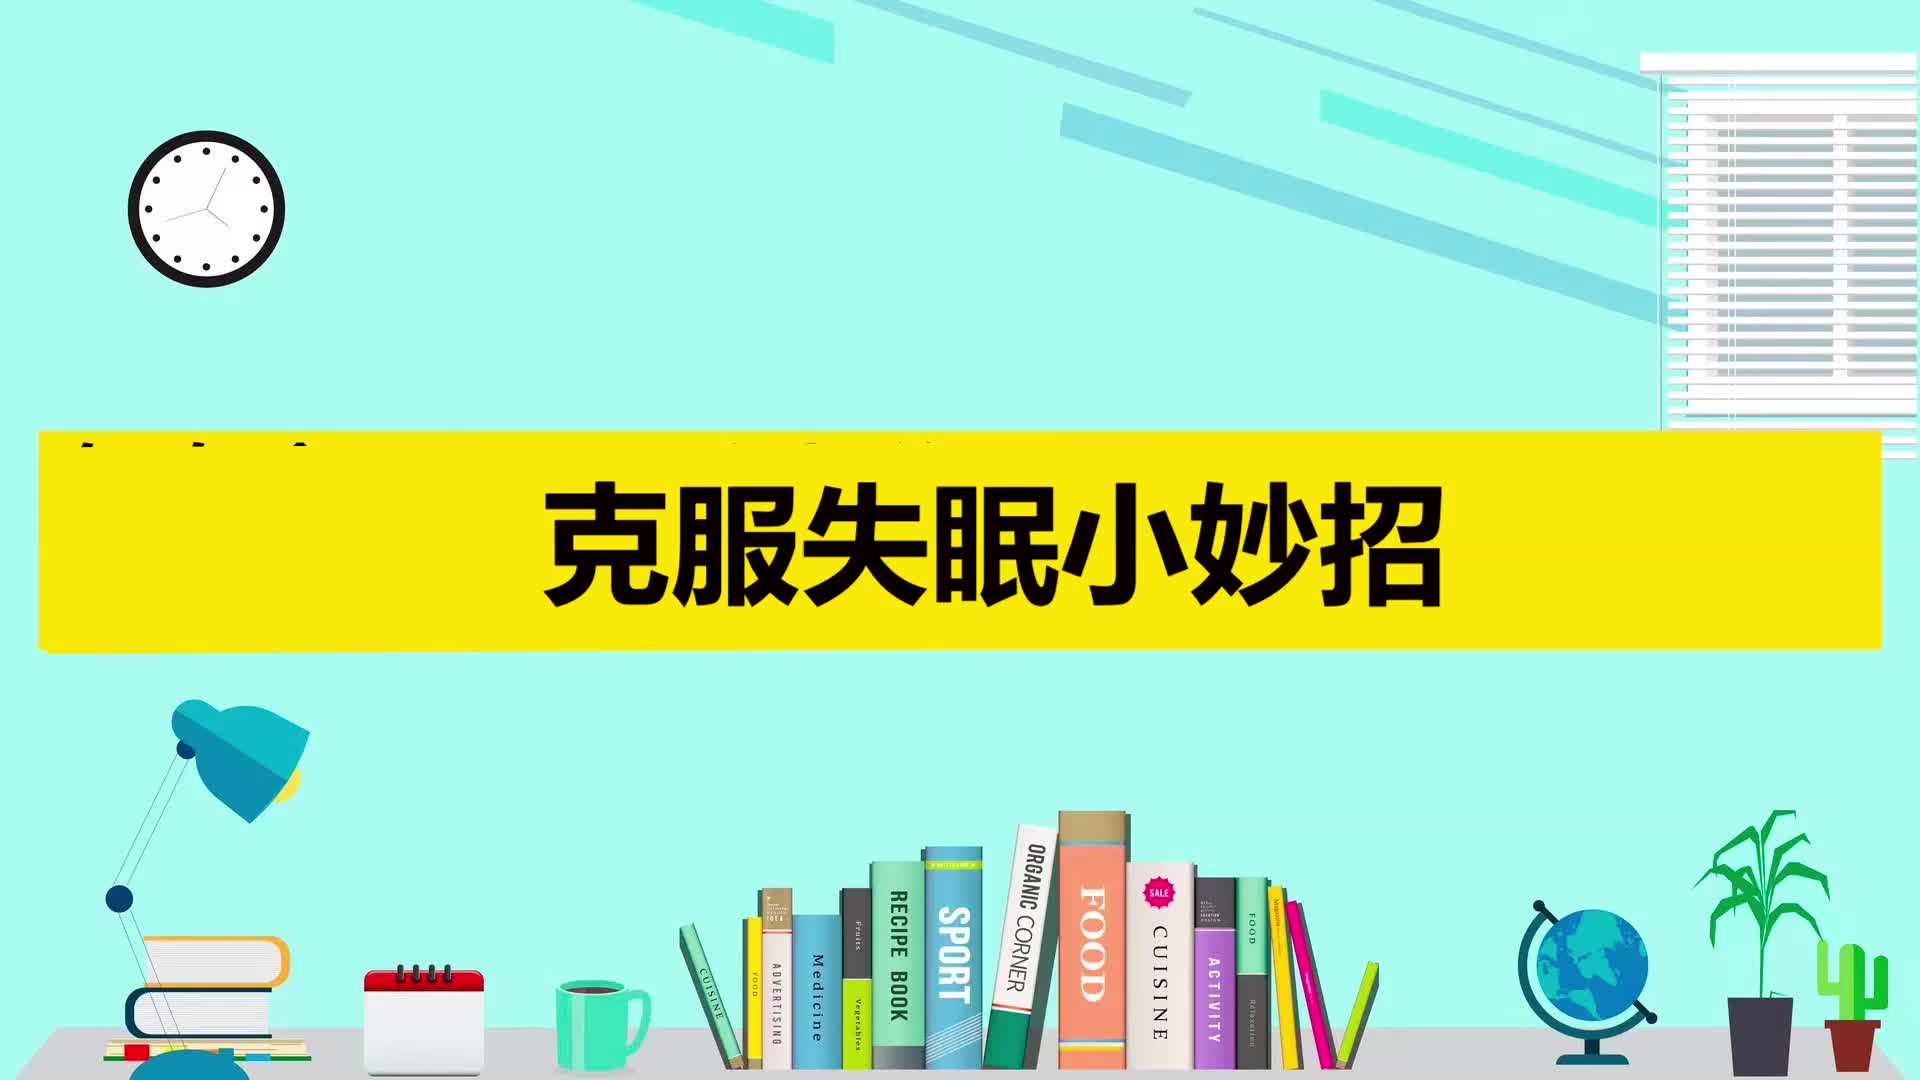 克服失眠小妙招
CUISINE
FOOD
ADVERTISING
Medicine
Fruits
Vegetables
RECIPE BOOK
SPORT
ORGANIC CORNER
FOOD
SALE
CUISINE
ACTIVITY
FOOD
Relaxation